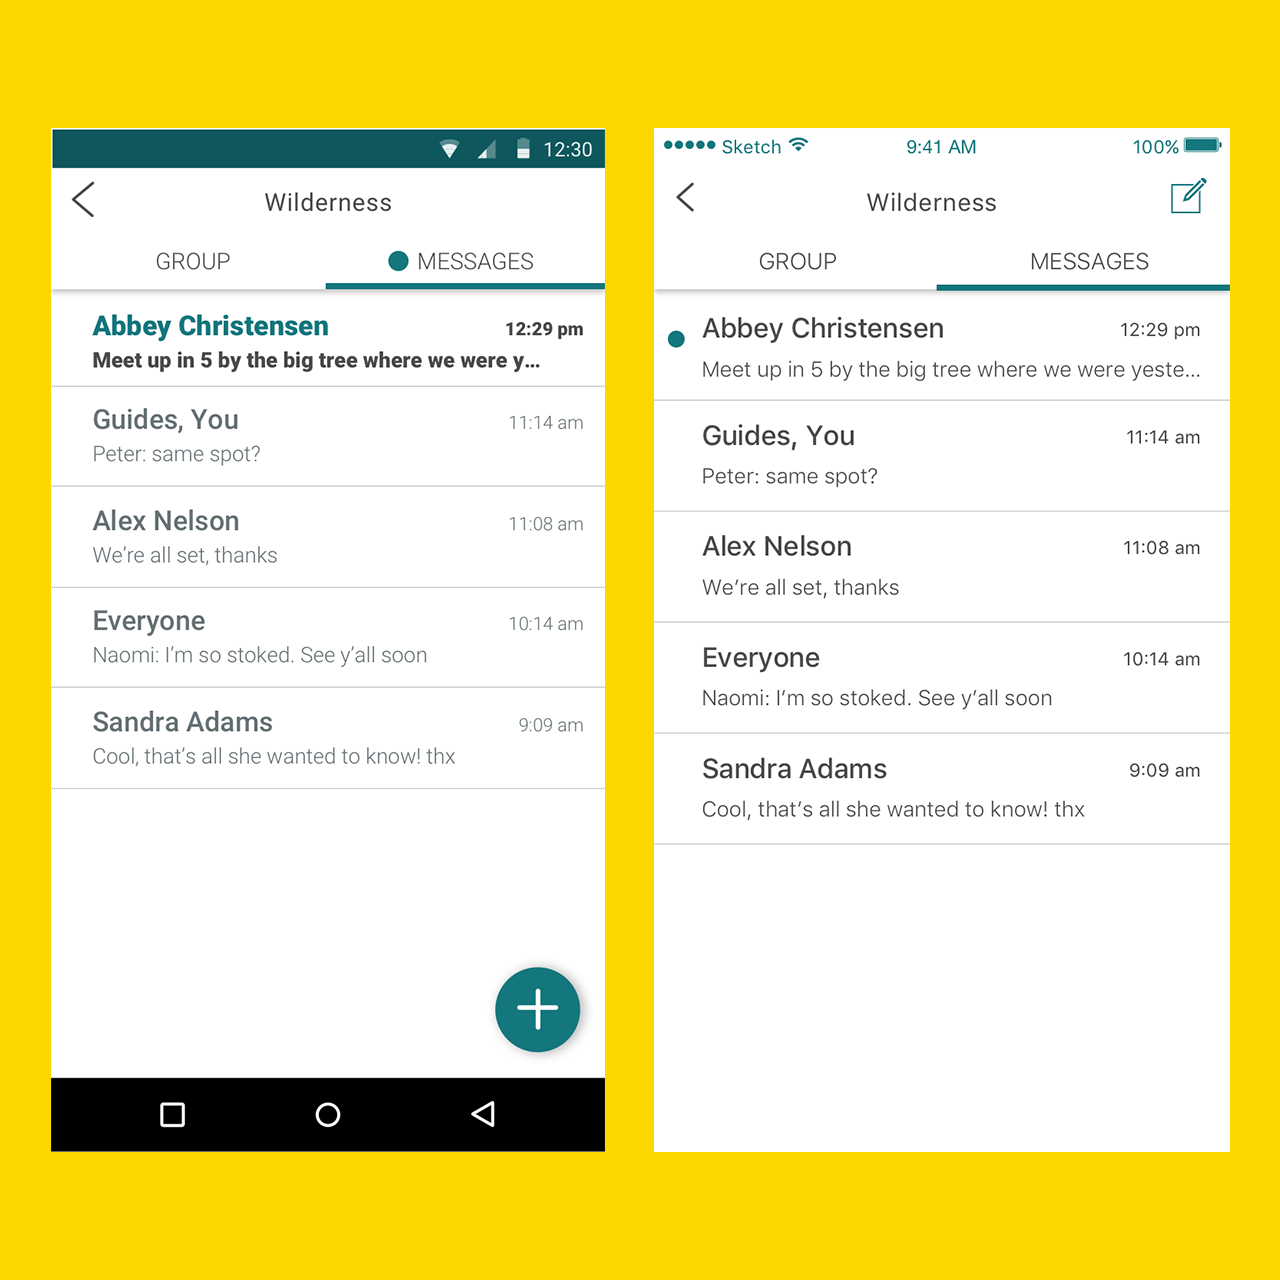 12:30
Wilderness
GROUP
MESSAGES
Abbey Christensen
12:29 pm
Meet up in 5 by the big tree where we were y...
Guides, You
11:14 am
Peter: same spot?
Alex Nelson
11:08 am
We’re all set, thanks
Everyone
10:14 am
Naomi: I’m so stoked. See y’all soon
Sandra Adams
9:09 am
Cool, that’s all she wanted to know! thx
Sketch
9:41 AM
100%
Wilderness
GROUP
MESSAGES
Abbey Christensen
12:29 pm
Meet up in 5 by the big tree where we were yeste...
Guides, You
11:14 am
Peter: same spot?
Alex Nelson
11:08 am
We’re all set, thanks
Everyone
10:14 am
Naomi: I’m so stoked. See y’all soon
Sandra Adams
9:09 am
Cool, that’s all she wanted to know! thx